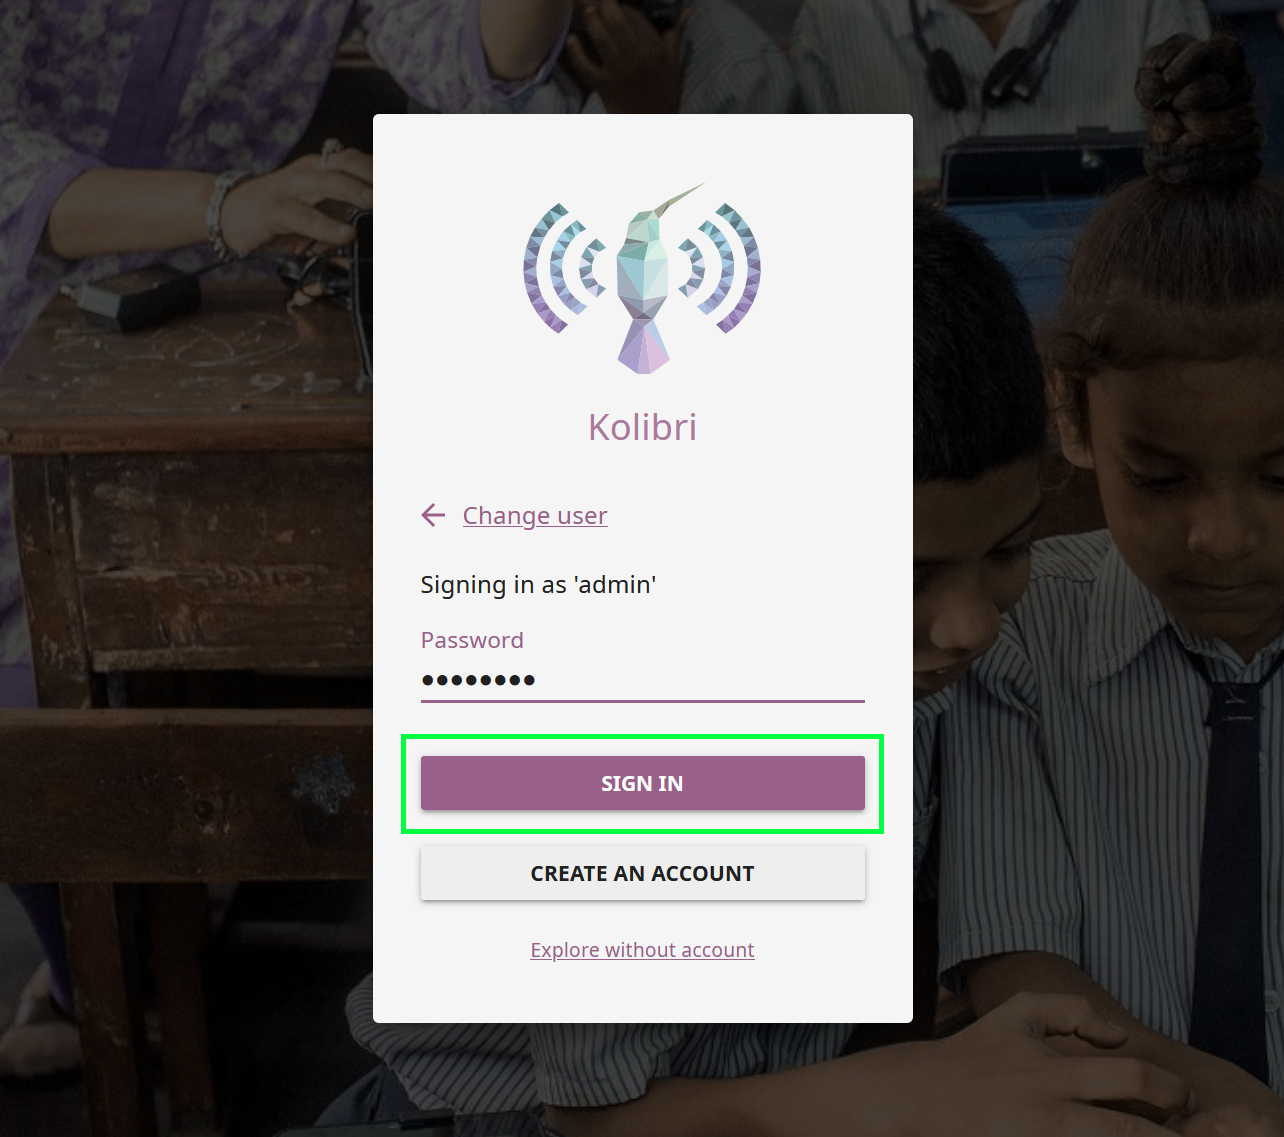 Kolibri
Change user
Signing in as 'admin'
Password
••••••••
SIGN IN
CREATE AN ACCOUNT
Explore without account